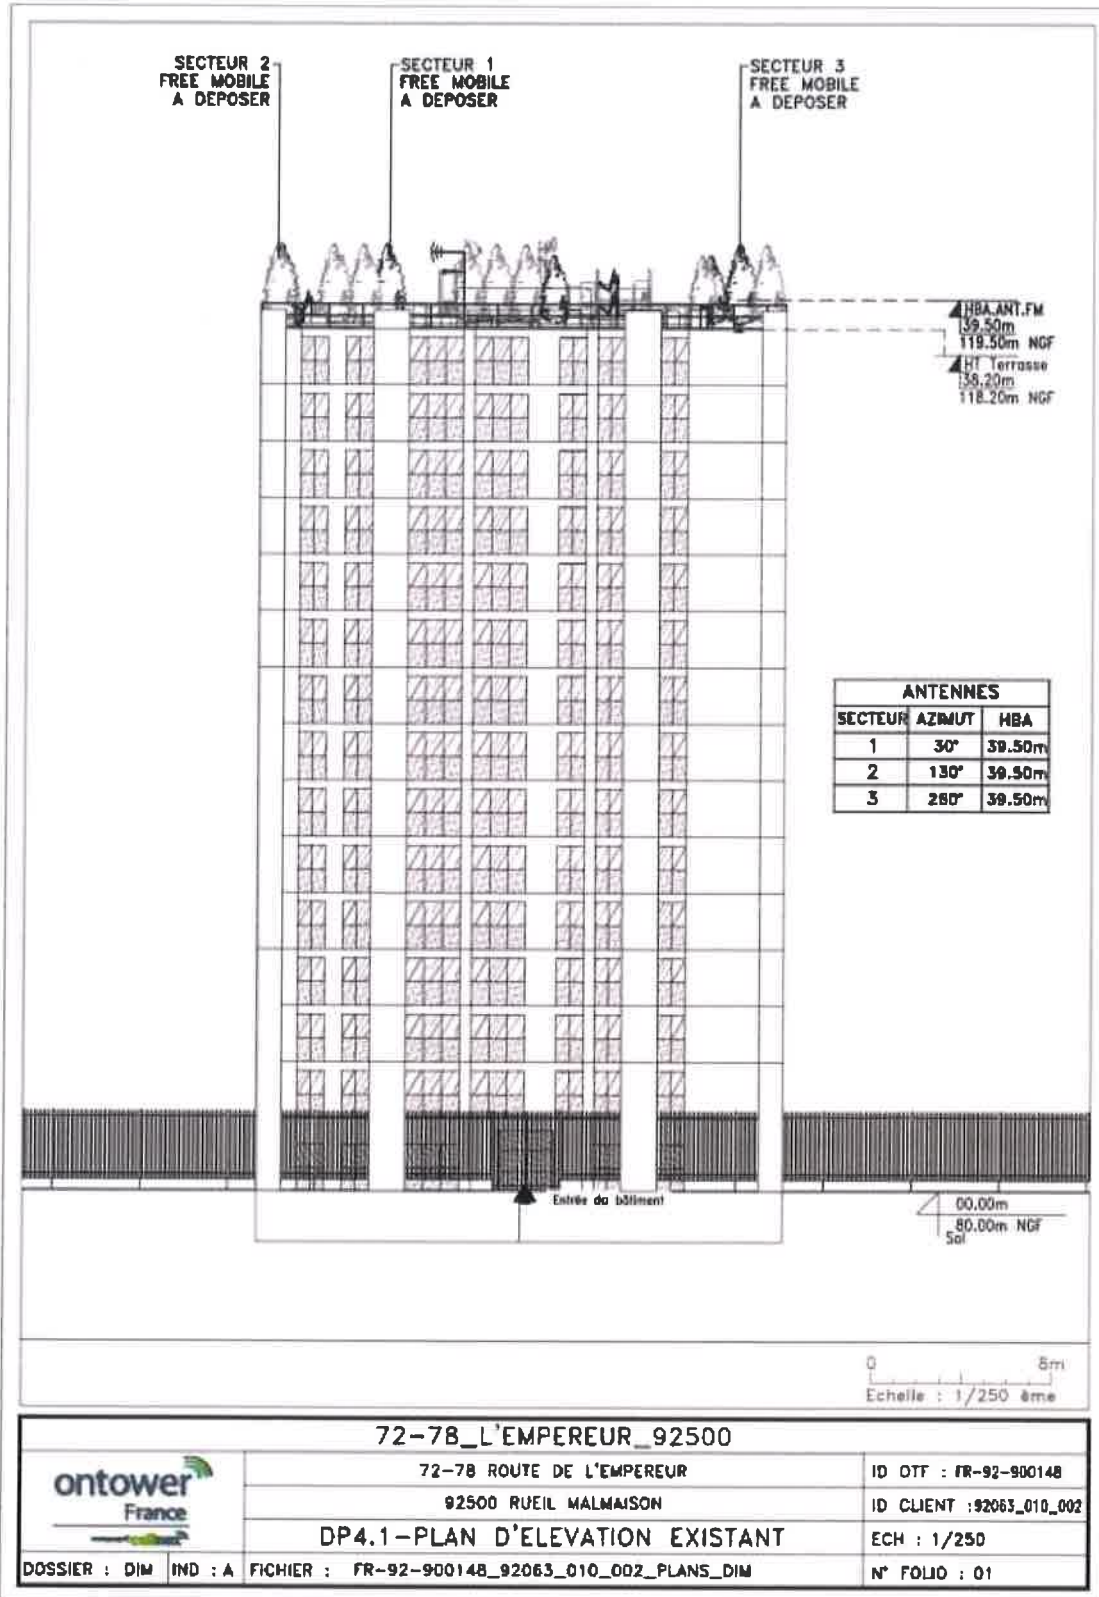 SECTEUR 2
FREE MOBILE
A DEPOSER
SECTEUR 1
FREE MOBILE
A DEPOSER
SECTEUR 3
FREE MOBILE
A DEPOSER
HBA.ANT.FM
39.50m
119.50m NGF
HT Terrasse
38.20m
118.20m NGF
ANTENNES
SECTEUR AZIMUT HBA
1 30° 39.50m
2 130° 39.50m
3 39.50m
Entrée du bâtiment
00.00m
80.00m NGF
Sol
0 8m
Echelle : 1/250 ème
72-78_L'EMPEREUR_92500
ontower
France
72-78 ROUTE DE L'EMPEREUR
ID OTF : FR-92-900148
92500 RUEIL MALMAISON
ID CLIENT :92063_010_002
DP4.1-PLAN D'ELEVATION EXISTANT
ECH : 1/250
DOSSIER : DIM IND : A FICHIER : FR-92-900148_92063_010_002_PLANS_DIM
N° FOLIO : 01